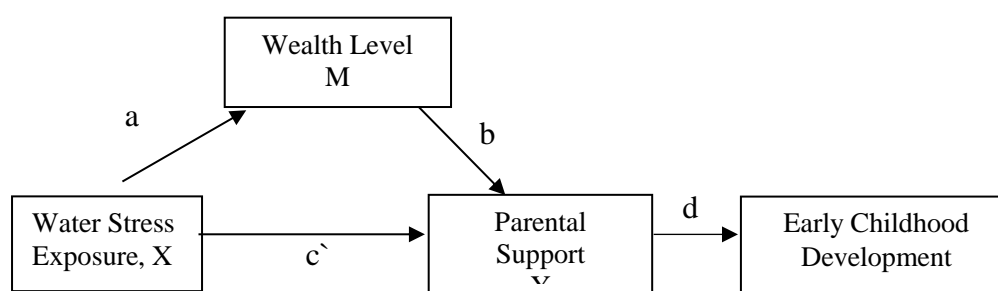 Wealth Level
M
a
b
Water Stress
Exposure, X
c`
Parental
Support
d
Early Childhood
Development